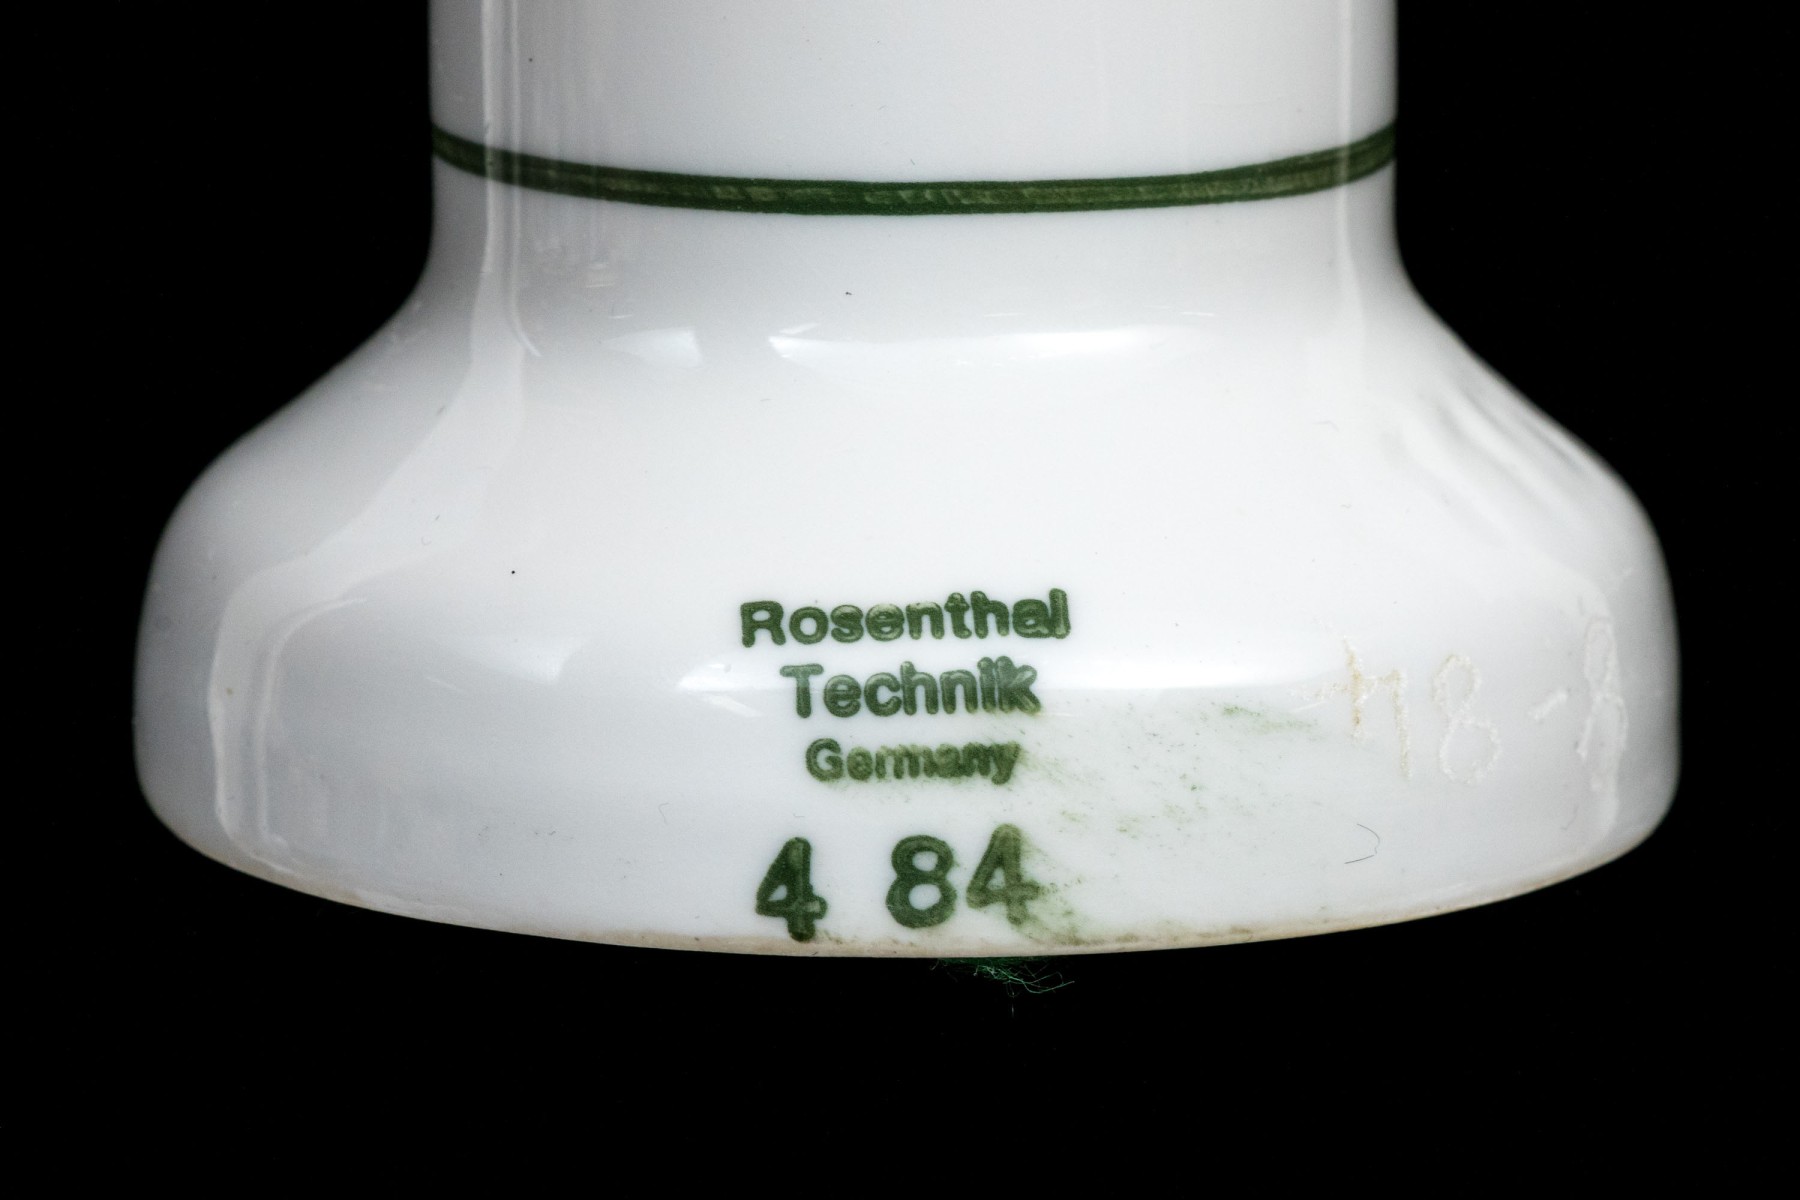 Rosenthal
Technik
Germany
4 84